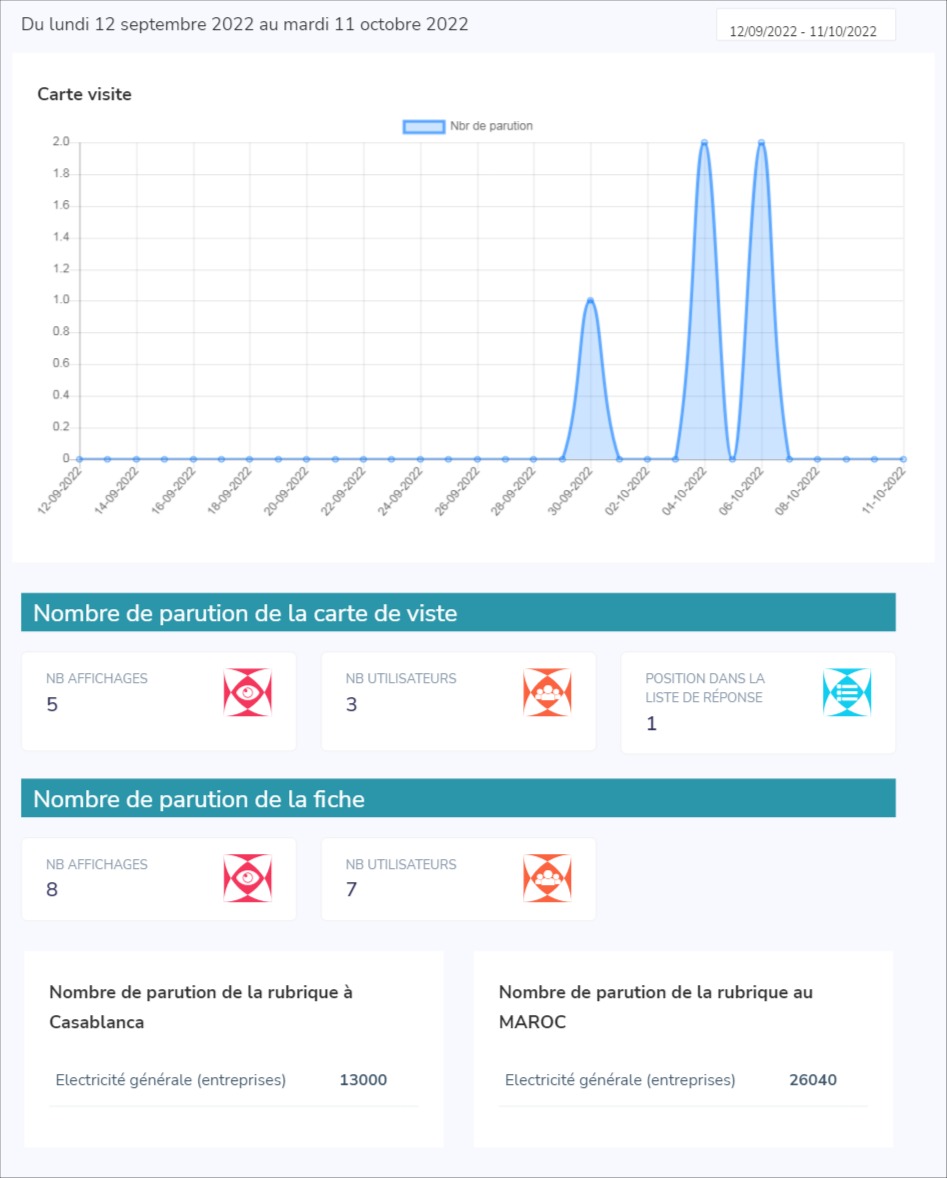 Du lundi 12 septembre 2022 au mardi 11 octobre 2022
12/09/2022 - 11/10/2022
Carte visite
Nbr de parution
2.0
1.8
1.6
1.4
1.2
1.0
0.8
0.6
0.4
0.2
0
12-09-2022
14-09-2022
16-09-2022
18-09-2022
20-09-2022
22-09-2022
24-09-2022
26-09-2022
28-09-2022
30-09-2022
02-10-2022
04-10-2022
06-10-2022
08-10-2022
11-10-2022
Nombre de parution de la carte de viste
NB AFFICHAGES
5
NB UTILISATEURS
3
POSITION DANS LA
LISTE DE RÉPONSE
1
Nombre de parution de la fiche
NB AFFICHAGES
8
NB UTILISATEURS
7
Nombre de parution de la rubrique à
Casablanca
Electricité générale (entreprises) 13000
Nombre de parution de la rubrique au
MAROC
Electricité générale (entreprises) 26040